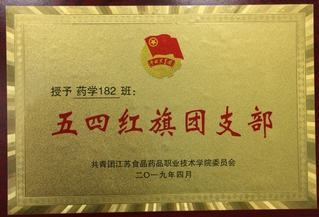 授予 药学182 班：
五四红旗团支部
共青团江苏食品药品职业技术学院委员会
二〇一九年四月